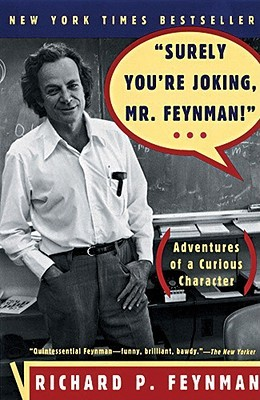 NEW YORK TIMES BESTSELLER
"SURELY
YOU'RE JOKING,
MR. FEYNMAN!"
Adventures
of a Curious
Character
"Quintessential Feynman—funny, brilliant, bawdy."—The New Yorker
RICHARD P. FEYNMAN